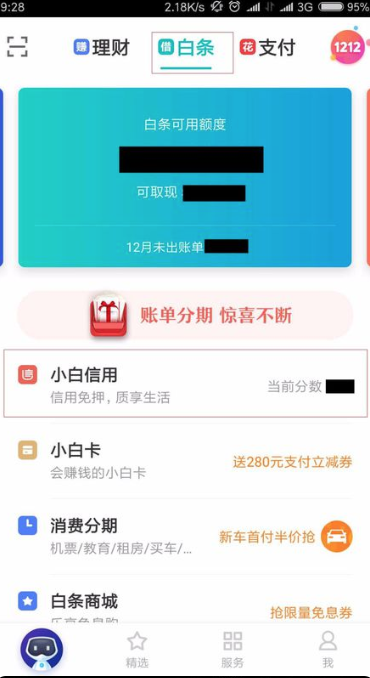 9:28 2.18K/s 3G 95%
赚 理财 借 白条 花 支付 1212
白条可用额度
可取现
12月未出账单
账单分期 惊喜不断
信 小白信用
信用免押，质享生活
当前分数
小白卡
会赚钱的小白卡
送280元支付立减券
消费分期
机票/教育/租房/买车/...
新车首付半价抢
白条商城
乐享免息购
抢限量免息券
精选 服务 我